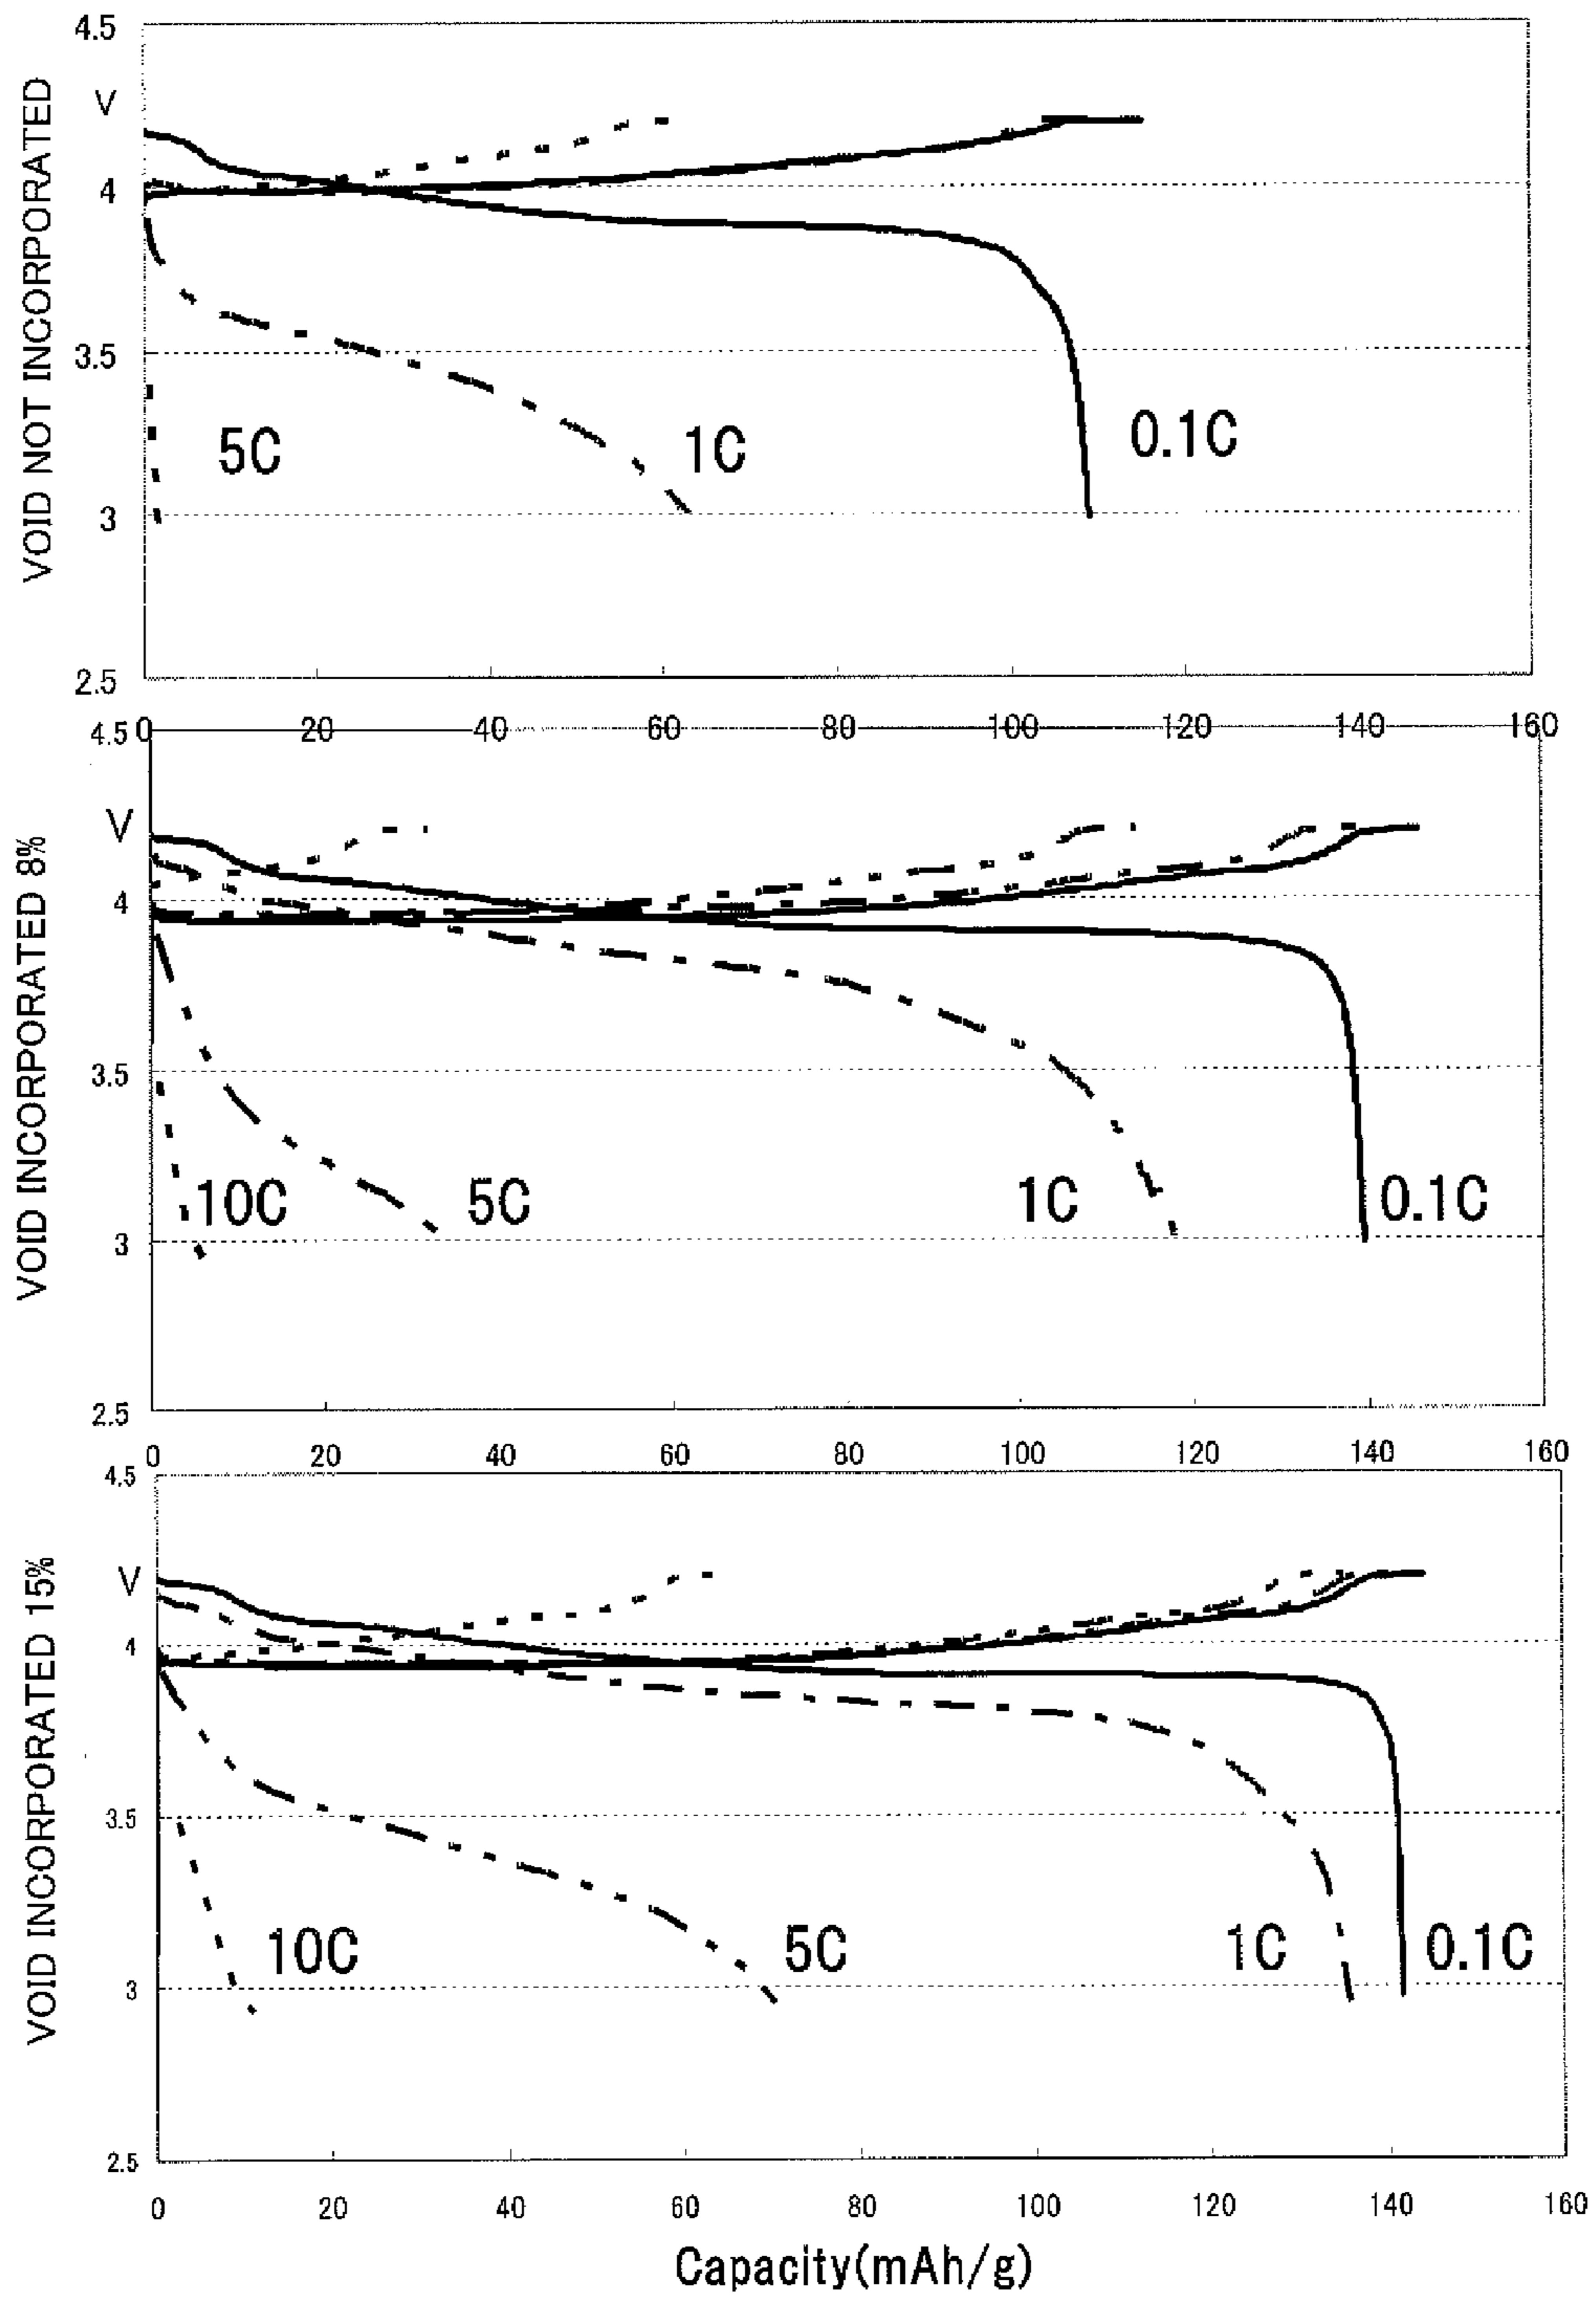 VOID NOT INCORPORATED
4.5
V
4
3.5
3
2.5
5C 1C 0.1C
0 20 40 60 80 100 120 140 160
VOID INCORPORATED 8%
4.5
V
4
3.5
3
2.5
10C 5C 1C 0.1C
0 20 40 60 80 100 120 140 160
VOID INCORPORATED 15%
4.5
V
4
3.5
3
2.5
10C 5C 1C 0.1C
0 20 40 60 80 100 120 140 160
Capacity(mAh/g)